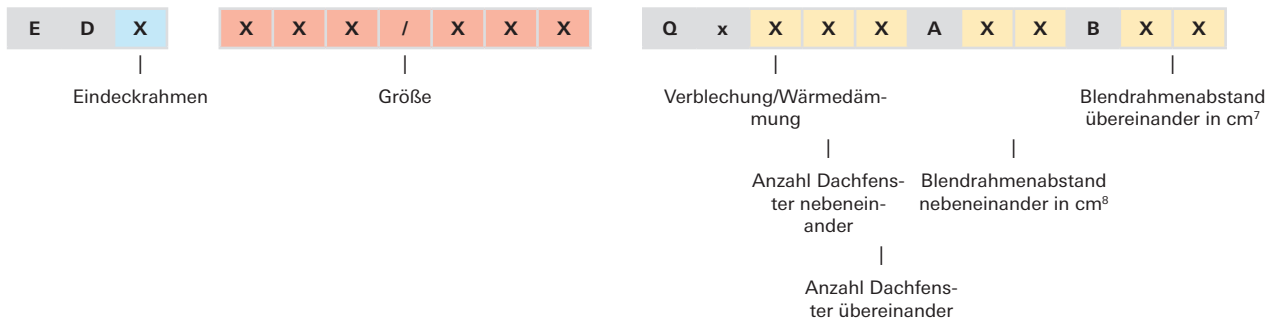 E D X X X X / X X X Q x X X X A X X B X X
Eindeckrahmen
Größe
Verblechung/Wärmedäm-
mung
Blendrahmenabstand
übereinander in cm⁷
Anzahl Dachfens-
ter nebenein-
ander
Blendrahmenabstand
nebeneinander in cm⁸
Anzahl Dachfens-
ter übereinander